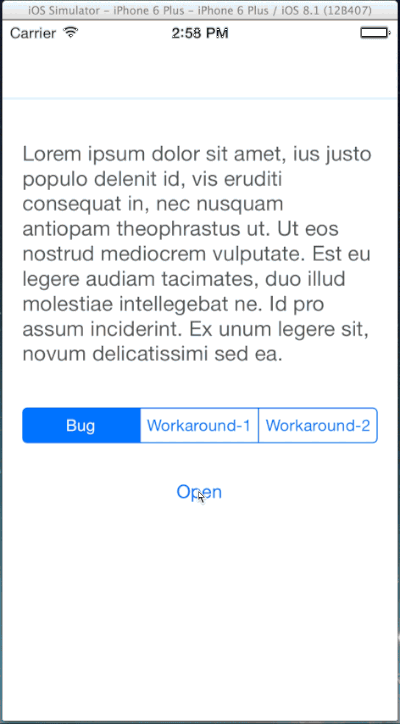 iOS Simulator - iPhone 6 Plus - iPhone 6 Plus / iOS 8.1 (12B407)
Carrier 2:58 PM
Lorem ipsum dolor sit amet, ius justo
populo delenit id, vis eruditi
consequat in, nec nusquam
antiopam theophrastus ut. Ut eos
nostrud mediocrem vulputate. Est eu
legere audiam tacimates, duo illud
molestiae intellegebat ne. Id pro
assum inciderint. Ex unum legere sit,
novum delicatissimi sed ea.
Bug Workaround-1 Workaround-2
Open